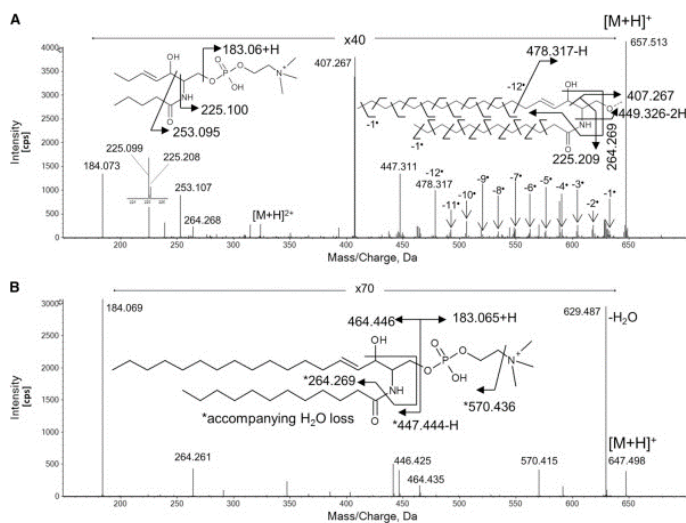 A
x40
[M+H]+
657.513
183.06+H
OH
N+
O
P
O
O
OH
NH
O
225.100
253.095
407.267
478.317-H
-12•
OH
407.267
O
449.326-2H
NH
O
-1•
-1•
225.209
264.269
4000
3500
3000
2500
2000
1500
1000
500
0
Intensity
[cps]
225.099
225.208
184.073
253.107
264.268
[M+H]2+
447.311
-12•
478.317
-11•
-10•
-9•
-8•
-7•
-6•
-5•
-4•
-3•
-2•
-1•
200
250
300
350
400
450
500
550
600
650
Mass/Charge, Da
B
x70
184.069
629.487
-H2O
464.446
183.065+H
OH
O
O
P
O
OH
N+
NH
O
*264.269
*570.436
*accompanying H2O loss
*447.444-H
3000
2500
2000
1500
1000
500
0
Intensity
[cps]
264.261
446.425
464.435
570.415
[M+H]+
647.498
200
250
300
350
400
450
500
550
600
650
Mass/Charge, Da